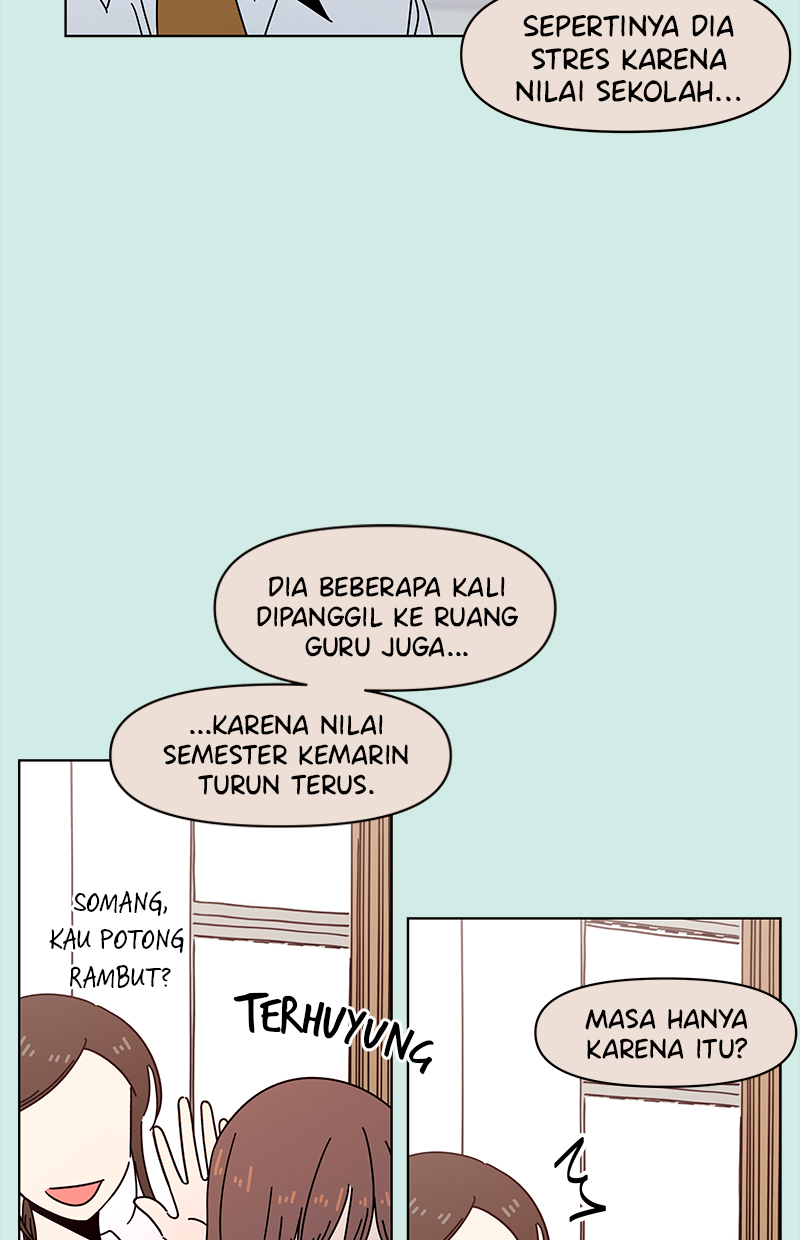 SEPERTINYA DIA
STRES KARENA
NILAI SEKOLAH...
DIA BEBERAPA KALI
DIPANGGIL KE RUANG
GURU JUGA...
...KARENA NILAI
SEMESTER KEMARIN
TURUN TERUS.
SOMANG,
KAU POTONG
RAMBUT?
TERHUYUNG
MASA HANYA
KARENA ITU?